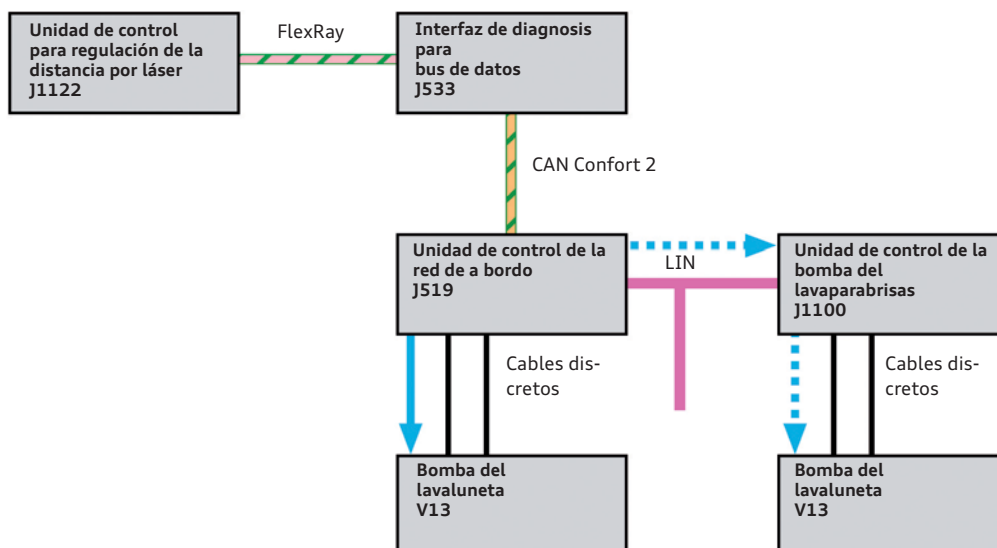 Unidad de control
para regulación de la
distancia por láser
J1122
FlexRay
Interfaz de diagnosis
para
bus de datos
J533
CAN Confort 2
Unidad de control de la
red de a bordo
J519
LIN
Unidad de control de la
bomba del
lavaparabrisas
J1100
Cables dis-
cretos
Cables dis-
cretos
Bomba del
lavaluneta
V13
Bomba del
lavaluneta
V13